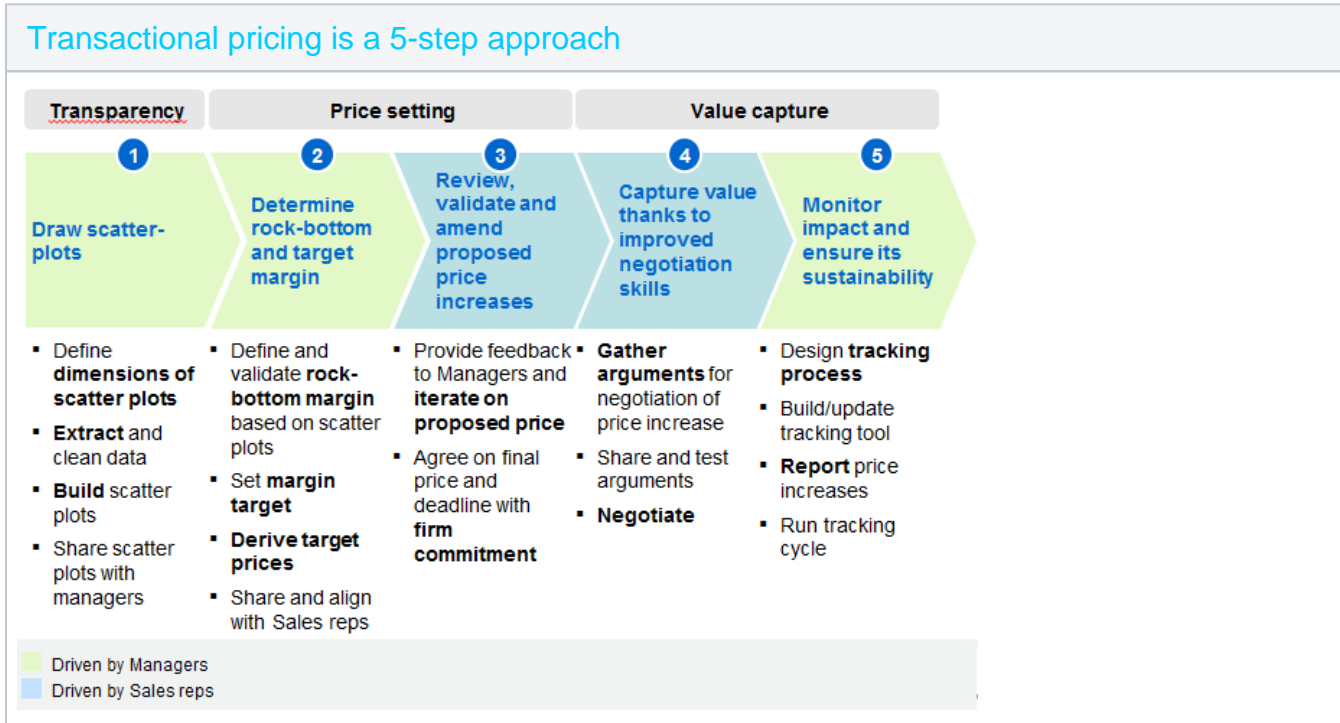 Transactional pricing is a 5-step approach
Transparency
Price setting
Value capture
1
2
3
4
5
Draw scatter-
plots
Determine
rock-bottom
and target
margin
Review,
validate and
amend
proposed
price
increases
Capture value
thanks to
improved
negotiation
skills
Monitor
impact and
ensure its
sustainability
▪ Define
dimensions of
scatter plots
▪ Extract and
clean data
▪ Build scatter
plots
▪ Share scatter
plots with
managers
▪ Define and
validate rock-
bottom margin
based on scatter
plots
▪ Set margin
target
▪ Derive target
prices
▪ Share and align
with Sales reps
▪ Provide feedback
to Managers and
iterate on
proposed price
▪ Agree on final
price and
deadline with
firm
commitment
▪ Gather
arguments for
negotiation of
price increase
▪ Share and test
arguments
▪ Negotiate
▪ Design tracking
process
▪ Build/update
tracking tool
▪ Report price
increases
▪ Run tracking
cycle
Driven by Managers
Driven by Sales reps